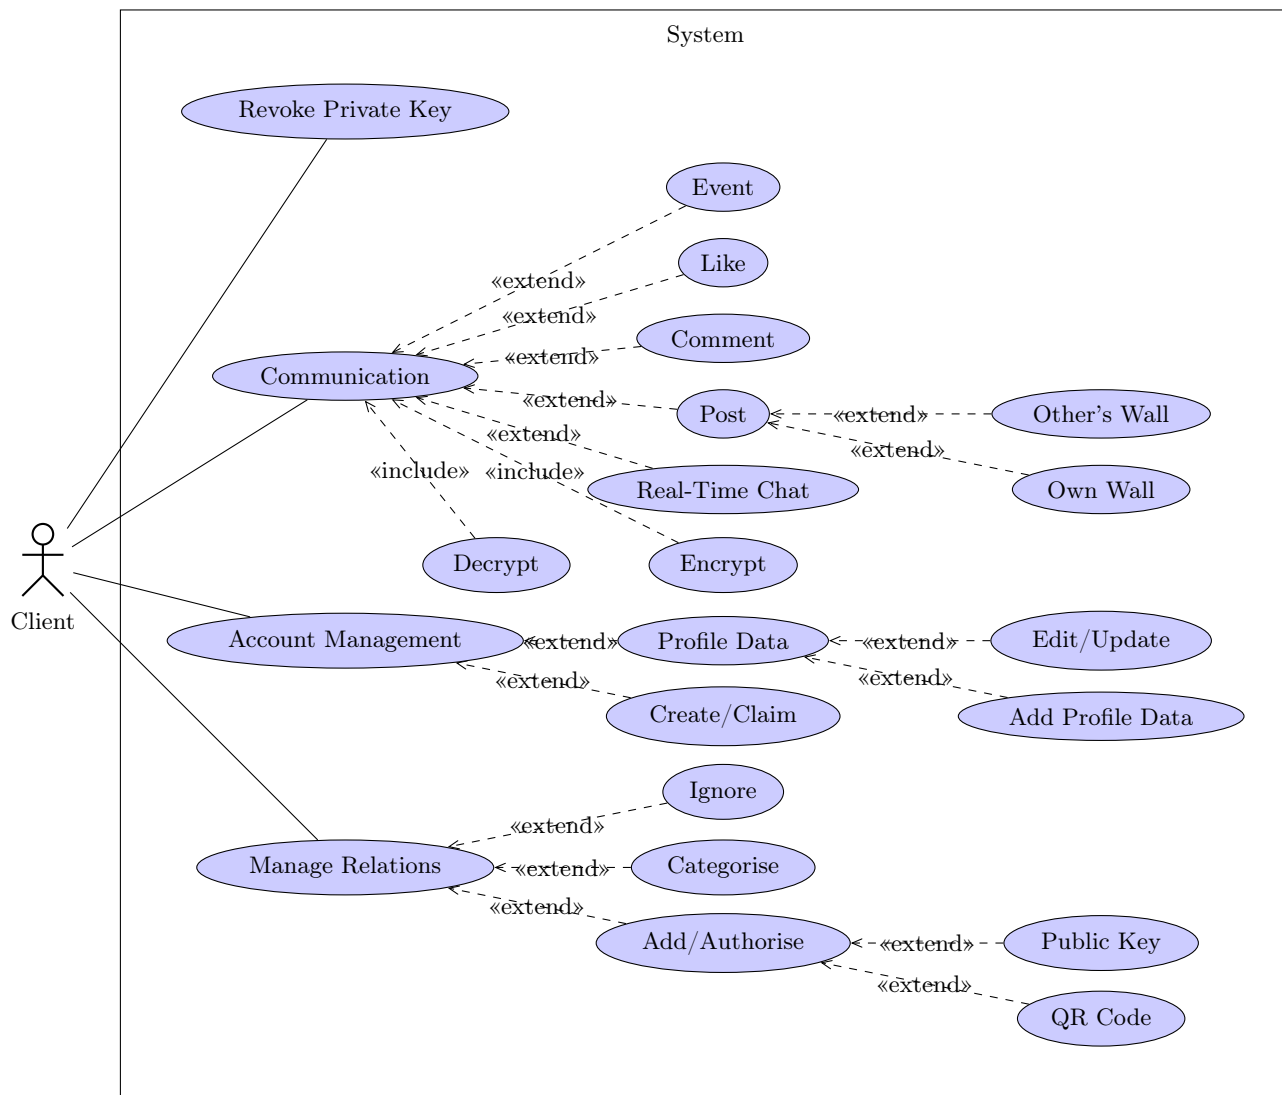 System
Revoke Private Key
Event
Like
«extend»
«extend»
Comment
«extend»
Communication
«extend»
Post
«extend»
Other's Wall
«extend»
«extend»
«include»
«include»
Real-Time Chat
Own Wall
Decrypt
Encrypt
Client
Account Management
«extend»
Profile Data
«extend»
Edit/Update
«extend»
«extend»
Create/Claim
Add Profile Data
Ignore
«extend»
Manage Relations
«extend»
Categorise
«extend»
Add/Authorise
«extend»
Public Key
«extend»
QR Code